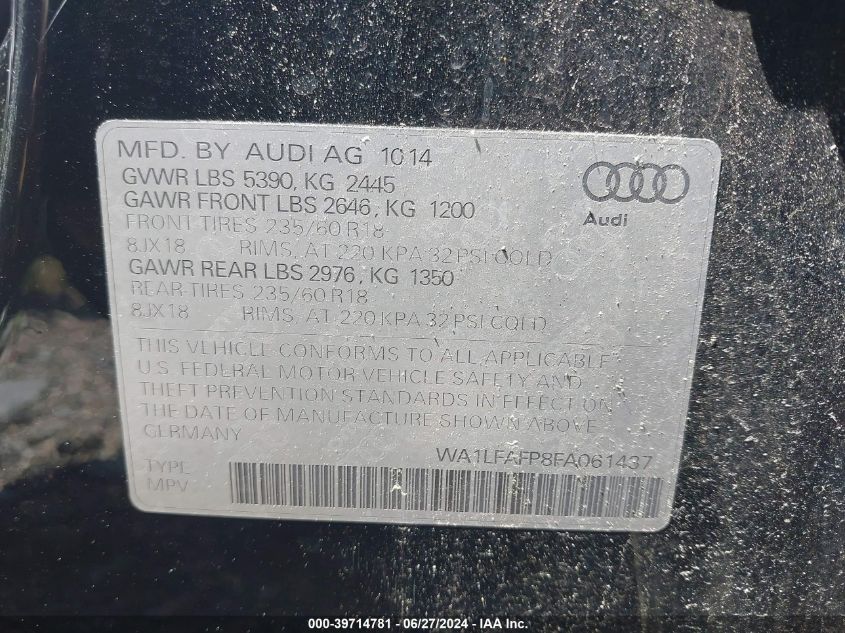 MFD. BY AUDI AG 10 14
GVWR LBS 5390, KG 2445
GAWR FRONT LBS 2646, KG 1200
FRONT TIRES 235/60 R18
8JX18 RIMS, AT 220 KPA 32 PSI COLD
GAWR REAR LBS 2976, KG 1350
REAR TIRES 235/60 R18
8JX18 RIMS, AT 220 KPA 32 PSI COLD
Audi
THIS VEHICLE CONFORMS TO ALL APPLICABLE
U.S. FEDERAL MOTOR VEHICLE SAFETY AND
THEFT PREVENTION STANDARDS IN EFFECT ON
THE DATE OF MANUFACTURE SHOWN ABOVE
GERMANY
WA1LFAFP8FA061437
TYPE
MPV
000-39714781 - 06/27/2024 - IAA Inc.